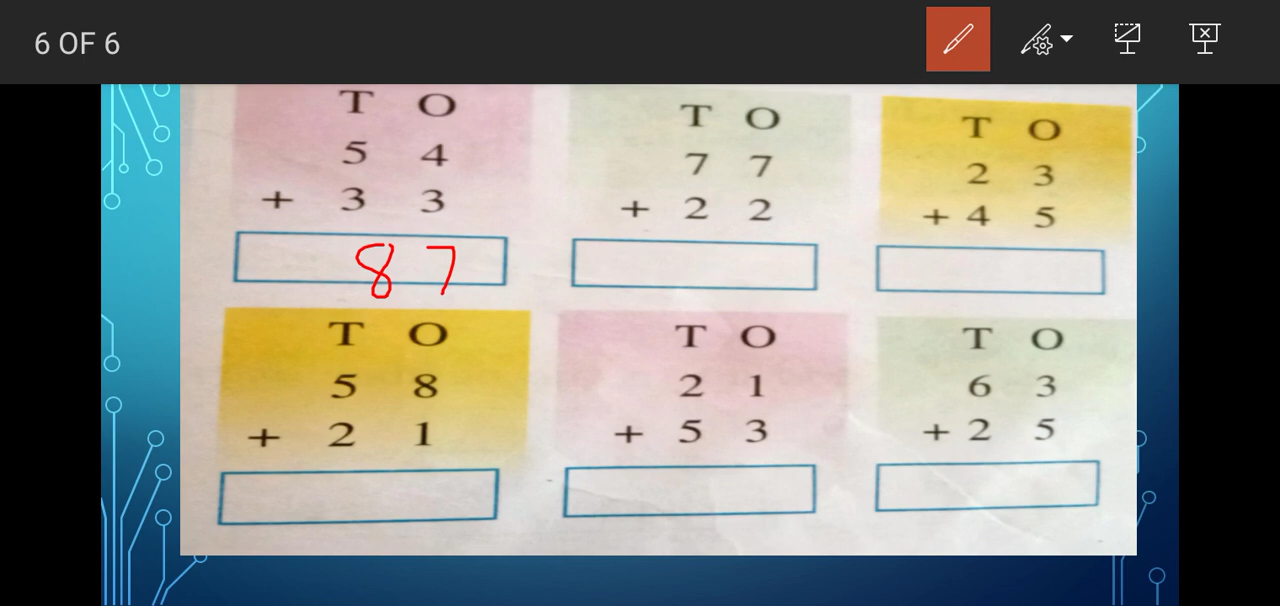 6 OF 6
T O T O T O
5 4 7 7 2 3
+ 3 3 + 2 2 + 4 5
8 7
T O T O T O
5 8 2 1 6 3
+ 2 1 + 5 3 + 2 5